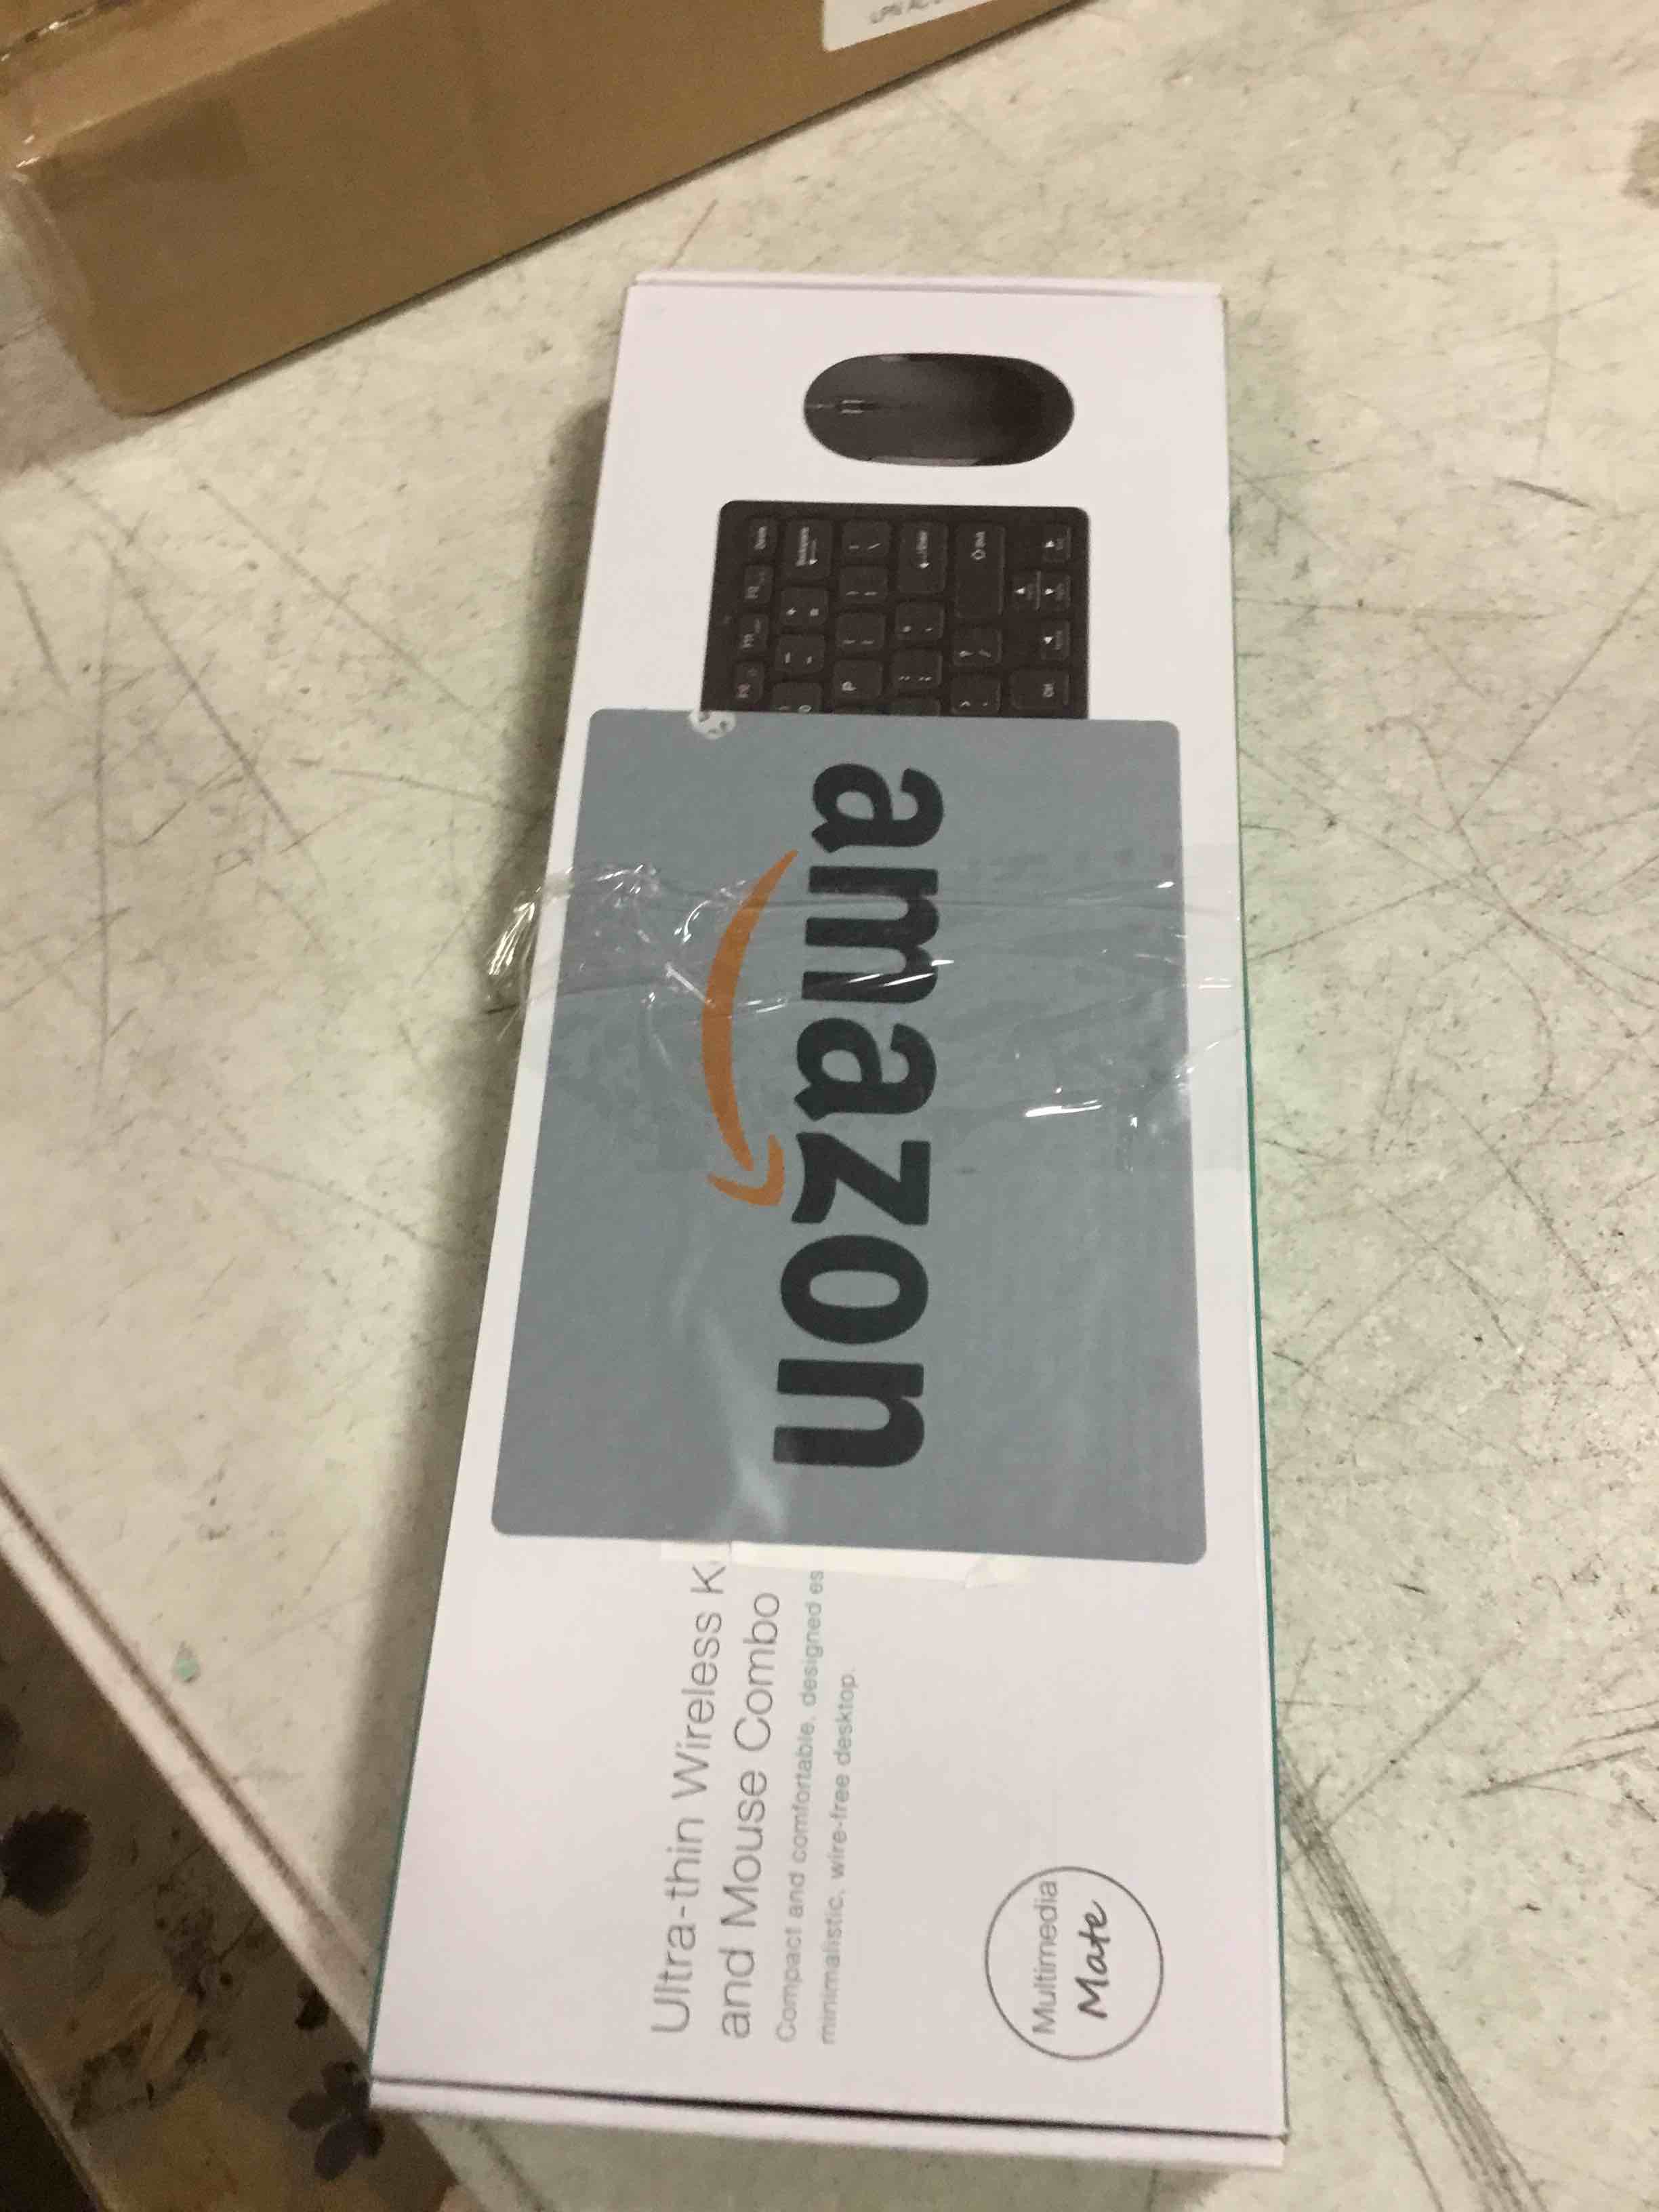 amazon
Ultra-thin Wireless K
and Mouse Combo
Compact and comfortable, designed es
minimalistic, wire-free desktop.
Multimedia
Mate